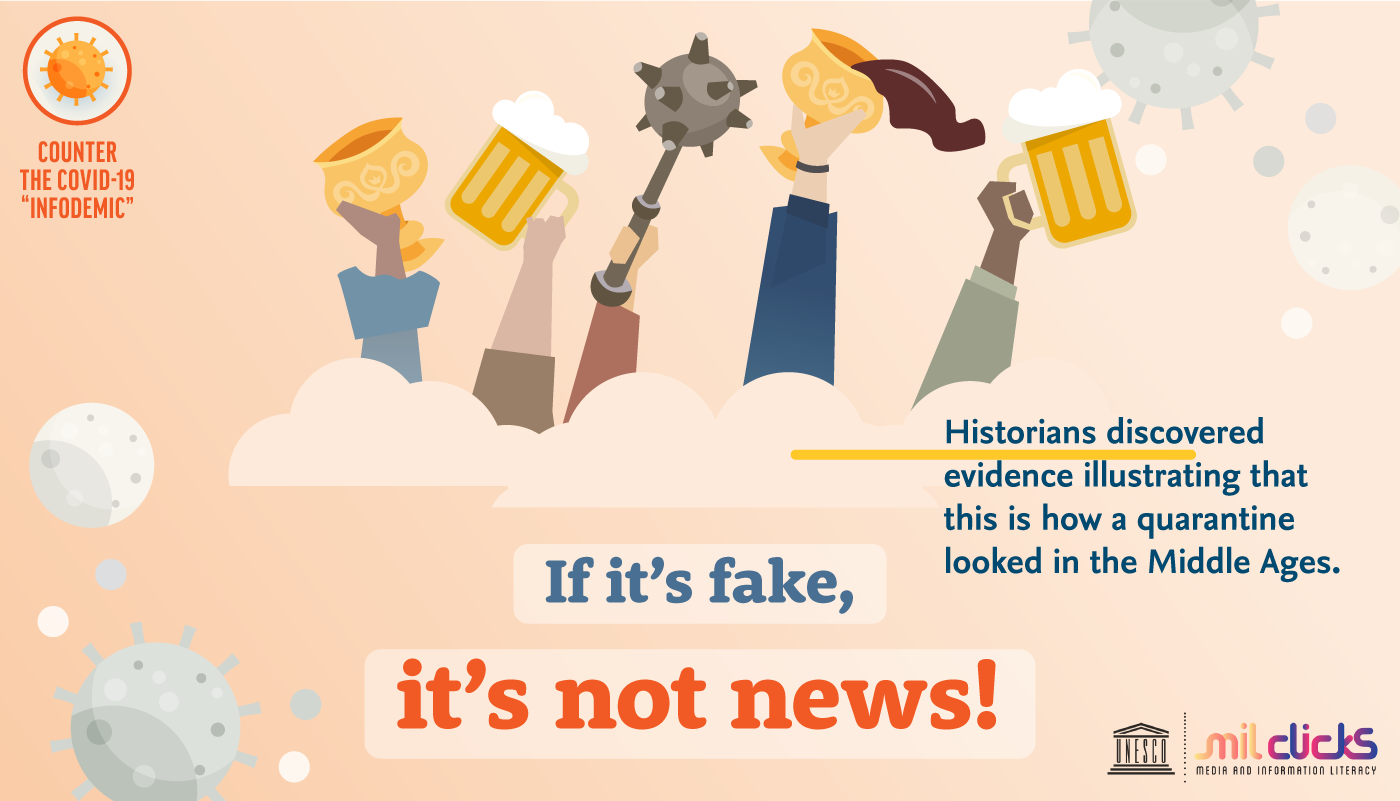 COUNTER
THE COVID-19
“INFODEMIC”
Historians discovered
evidence illustrating that
this is how a quarantine
looked in the Middle Ages.
If it’s fake,
it’s not news!
UNESCO
mil clicks
MEDIA AND INFORMATION LITERACY